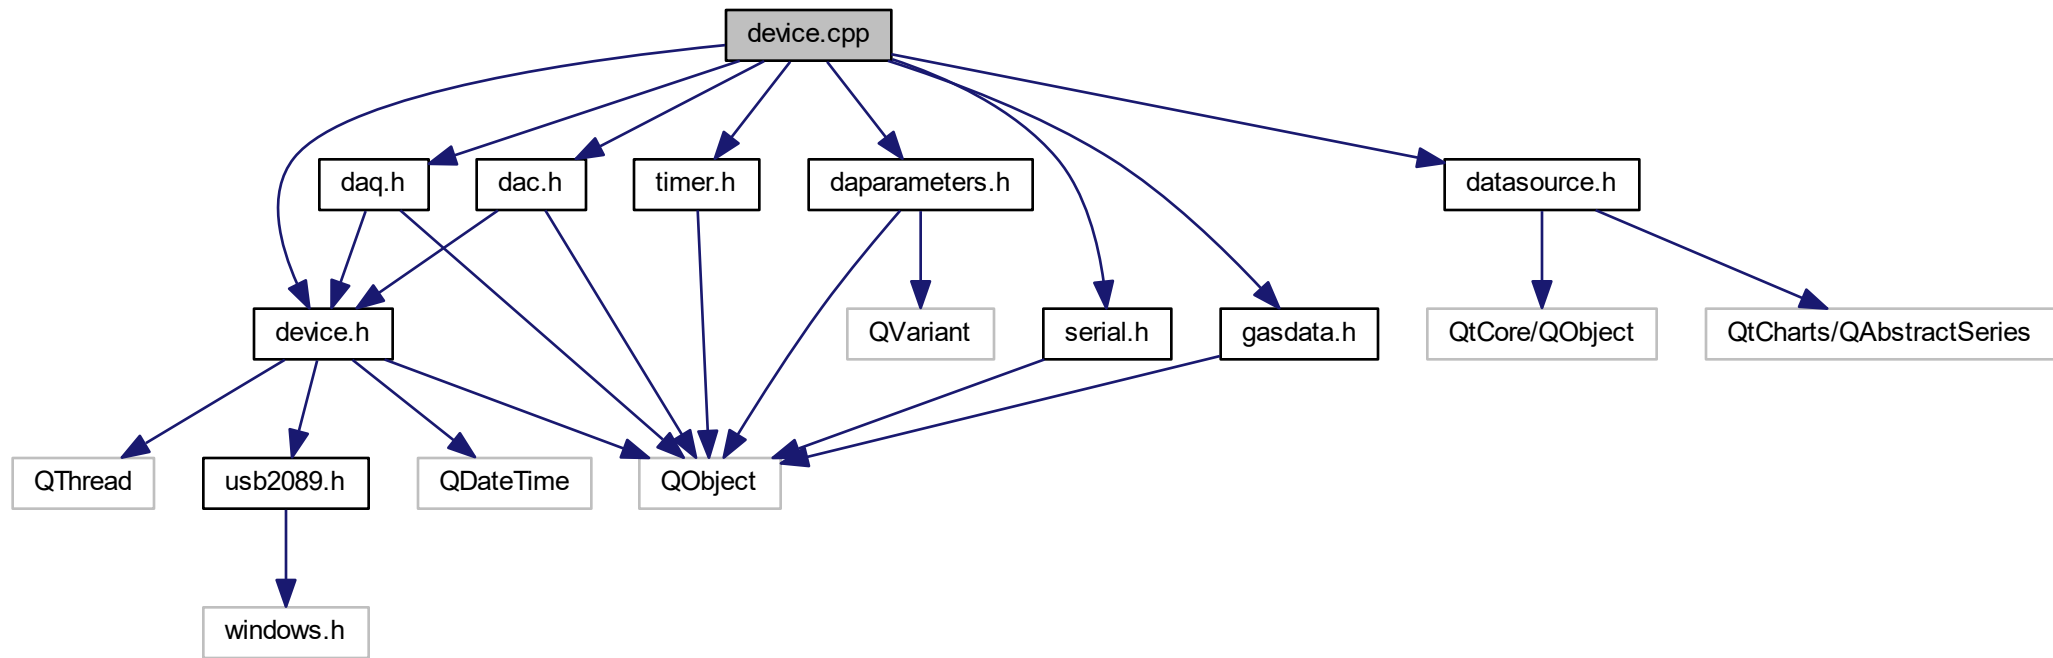 device.cpp
daq.h
dac.h
timer.h
daparameters.h
datasource.h
device.h
QVariant
serial.h
gasdata.h
QtCore/QObject
QtCharts/QAbstractSeries
QThread
usb2089.h
QDateTime
QObject
windows.h